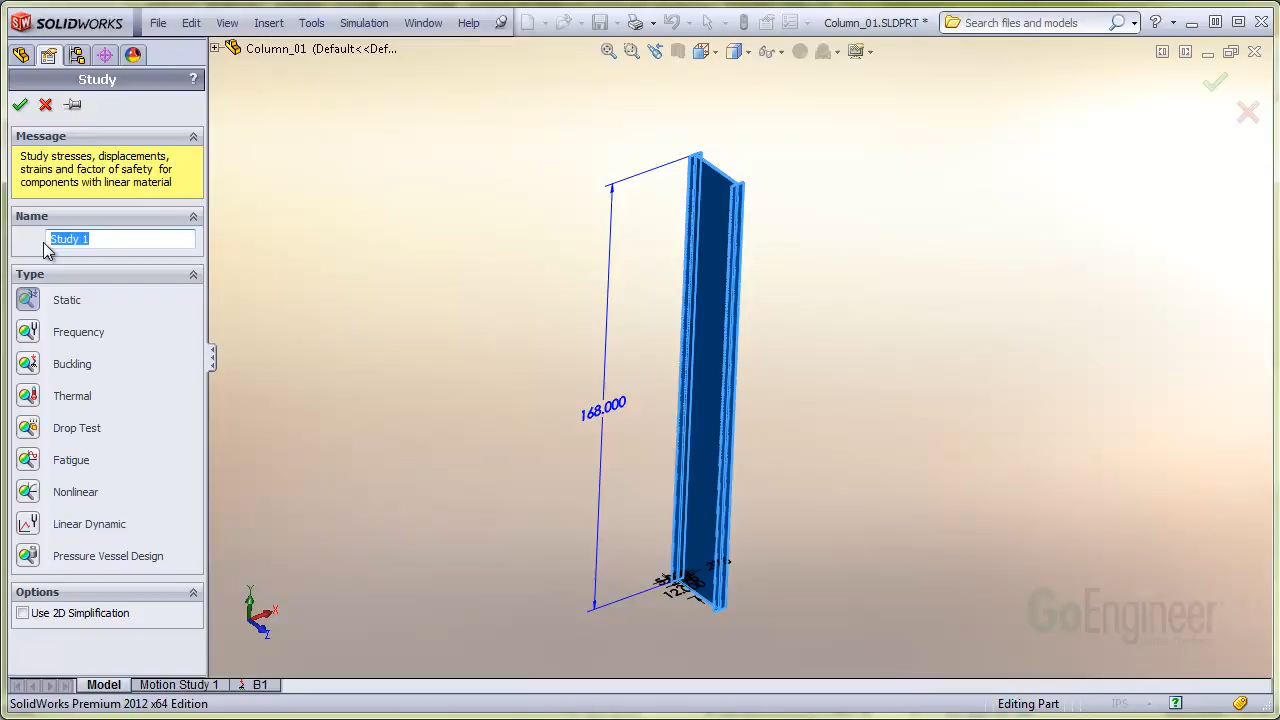 SOLIDWORKS
File Edit View Insert Tools Simulation Window Help
Column_01.SLDPRT *
Search files and models
?
Column_01 (Default<<Def...
Study
?
Message
Study stresses, displacements,
strains and factor of safety for
components with linear material
Name
Study 1
Type
Static
Frequency
Buckling
Thermal
Drop Test
Fatigue
Nonlinear
Linear Dynamic
Pressure Vessel Design
Options
Use 2D Simplification
168.000
Y
X
Z
GoEngineer
Model
Motion Study 1
B1
SolidWorks Premium 2012 x64 Edition
Editing Part
IPS
?